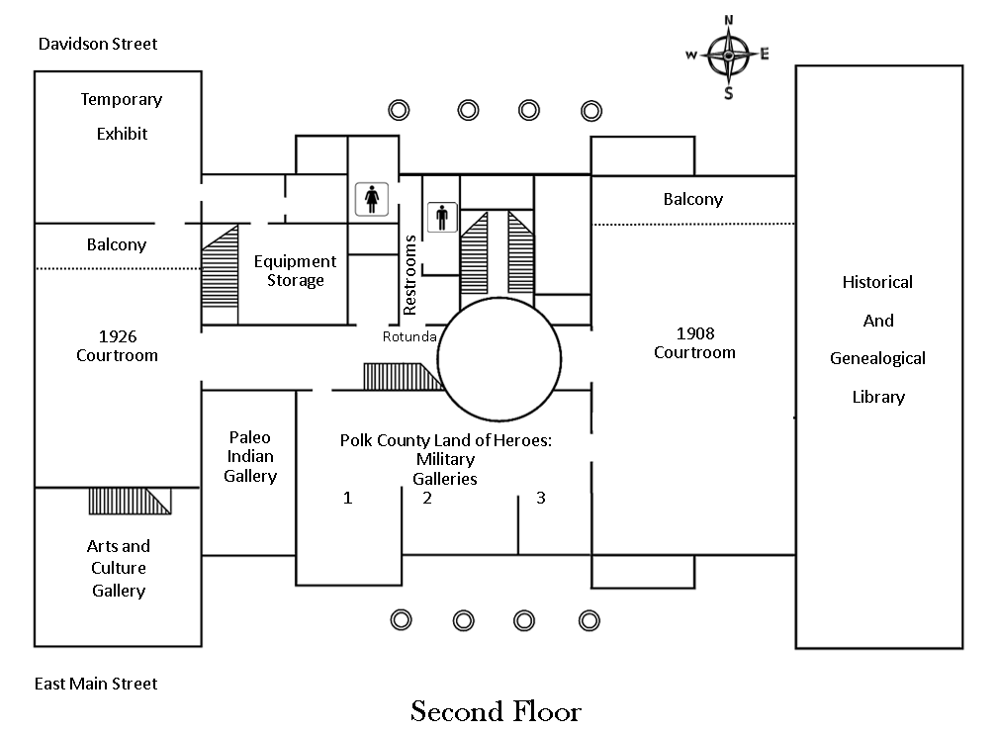 Davidson Street
N
W E
S
Temporary
Exhibit
Balcony
Balcony
Equipment
Storage
Restrooms
Rotunda
1926
Courtroom
1908
Courtroom
Historical
And
Genealogical
Library
Paleo
Indian
Gallery
Polk County Land of Heroes:
Military
Galleries
1 2 3
Arts and
Culture
Gallery
East Main Street
Second Floor